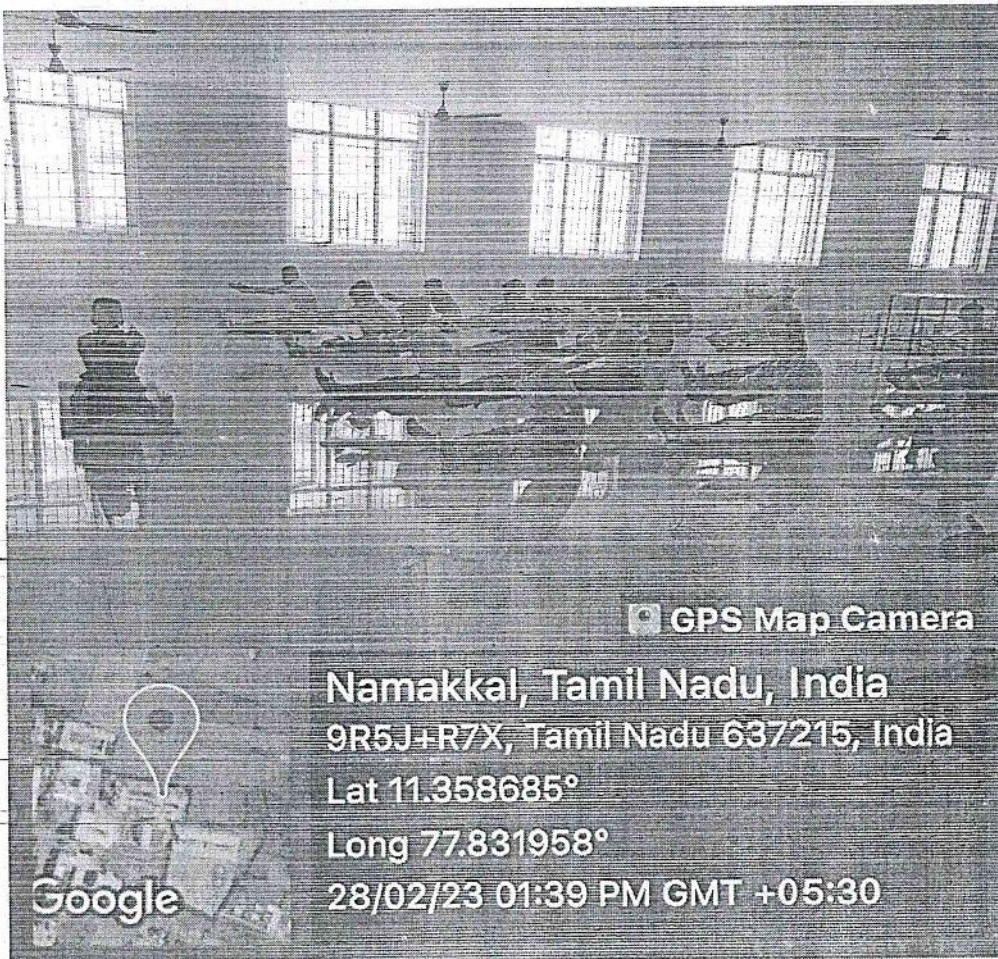 GPS Map Camera
Namakkal, Tamil Nadu, India
9R5J+R7X, Tamil Nadu 637215, India
Lat 11.358685°
Long 77.831958°
28/02/23 01:39 PM GMT +05:30
Google